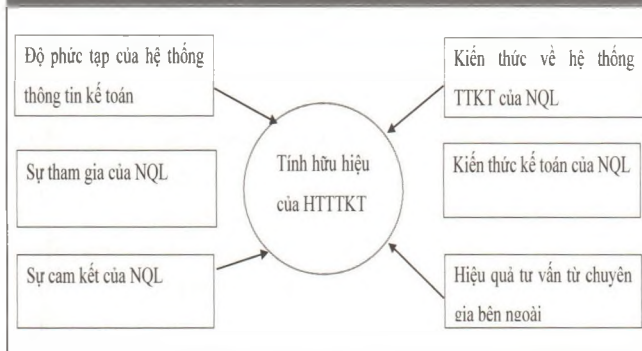 Độ phức tạp của hệ thống
thông tin kế toán
Sự tham gia của NQL
Sự cam kết của NQL
Tính hữu hiệu
của HTTTKT
Kiến thức về hệ thống
TTKT của NQL
Kiến thức kế toán của NQL
Hiệu quả tư vấn từ chuyên
gia bên ngoài